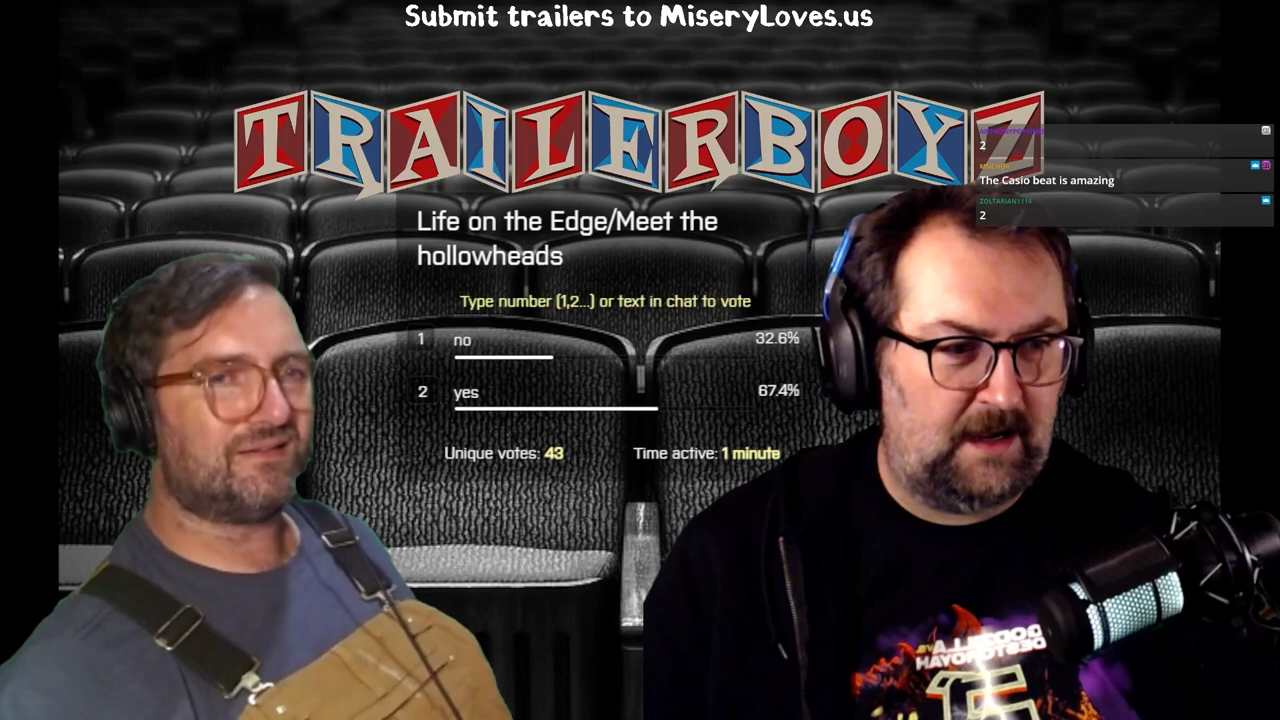 Submit trailers to MiseryLoves.us
TRAILERBOYZ
2
The Casio beat is amazing
ZOLTARIAN1114
2
Life on the Edge/Meet the
hollowheads
Type number (1,2...) or text in chat to vote
1 no 32.6%
2 yes 67.4%
Unique votes: 43 Time active: 1 minute